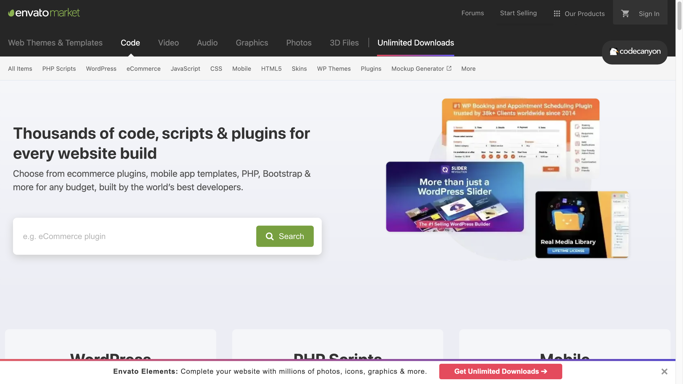 envatomarket
Forums
Start Selling
Our Products
Sign In
Web Themes & Templates
Code
Video
Audio
Graphics
Photos
3D Files
Unlimited Downloads
codecanyon
All Items
PHP Scripts
WordPress
eCommerce
JavaScript
CSS
Mobile
HTML5
Skins
WP Themes
Plugins
Mockup Generator
More
Thousands of code, scripts & plugins for
every website build
Choose from ecommerce plugins, mobile app templates, PHP, Bootstrap &
more for any budget, built by the world's best developers.
e.g. eCommerce plugin
Search
#1 WP Booking and Appointment Scheduling Plugin
Trusted by 38k+ Clients worldwide since 2014
SLIDER
REVOLUTION
More than just a
WordPress Slider
The #1 Selling WordPress Builder
Real Media Library
LIFETIME LICENSE
WordPress
PHP Scripts
Mobile
Envato Elements: Complete your website with millions of photos, icons, graphics & more.
Get Unlimited Downloads